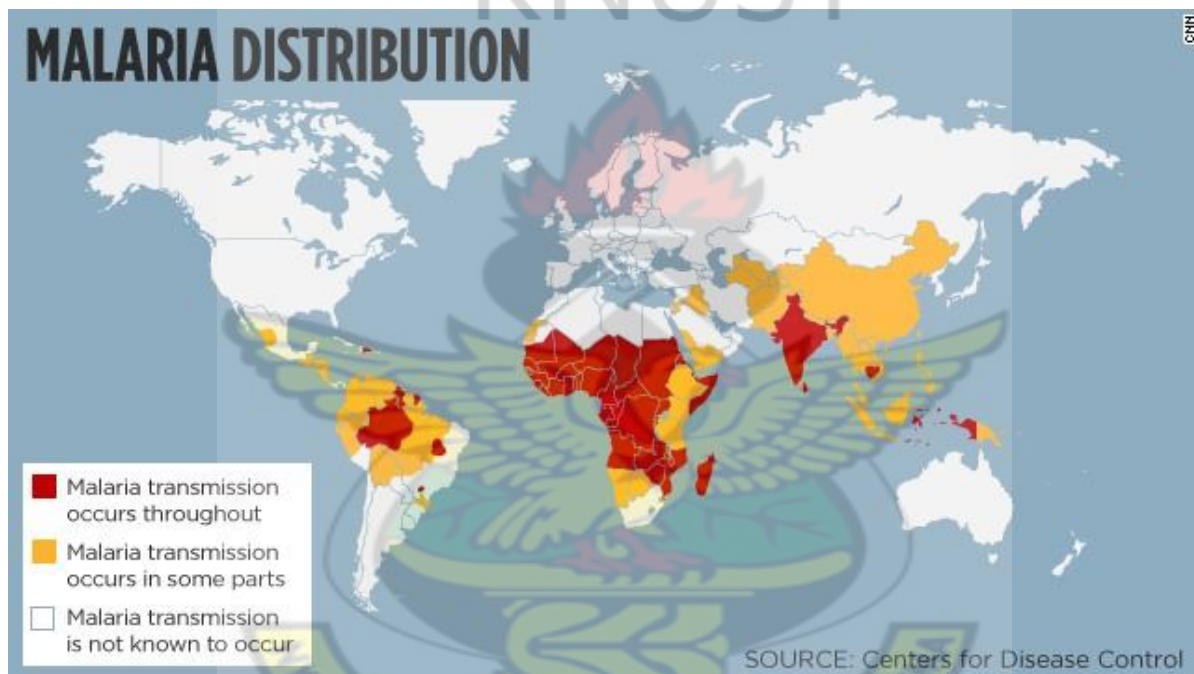 KNUST
CNN
MALARIA DISTRIBUTION
Malaria transmission
occurs throughout
Malaria transmission
occurs in some parts
Malaria transmission
is not known to occur
SOURCE: Centers for Disease Control